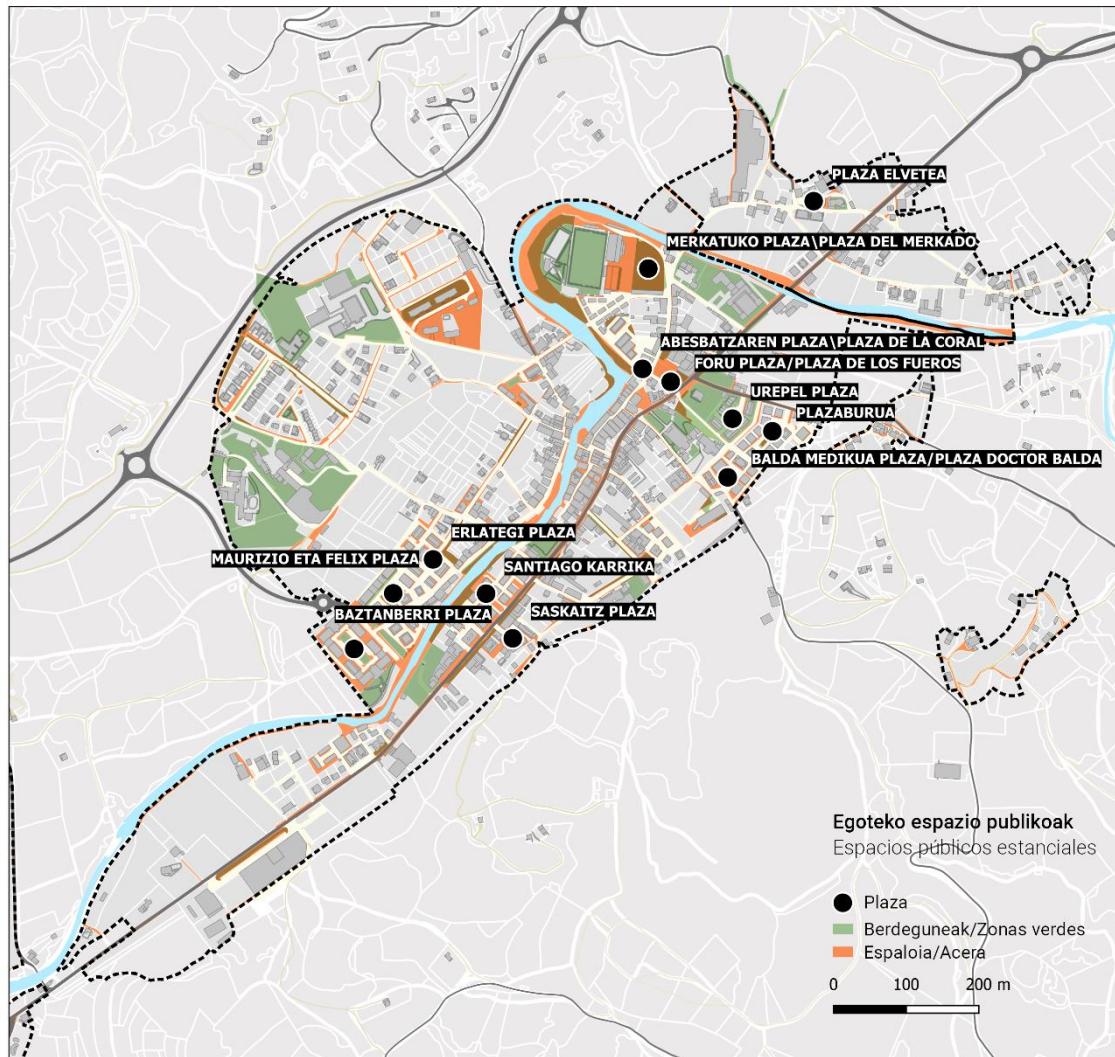 PLAZA ELVETEA
MERKATUKO PLAZA\PLAZA DEL MERKADO
ABESBATZAREN PLAZA\PLAZA DE LA CORAL
FORU PLAZA/PLAZA DE LOS FUEROS
UREPEL PLAZA
PLAZABURUA
BALDA MEDIKUA PLAZA/PLAZA DOCTOR BALDA
ERLATEGI PLAZA
MAURIZIO ETA FELIX PLAZA
SANTIAGO KARRIKA
BAZTANBERRI PLAZA
SASKAITZ PLAZA
Egoteko espazio publikoak
Espacios públicos estanciales
Plaza
Berdeguneak/Zonas verdes
Espaloia/Acera
0 100 200 m